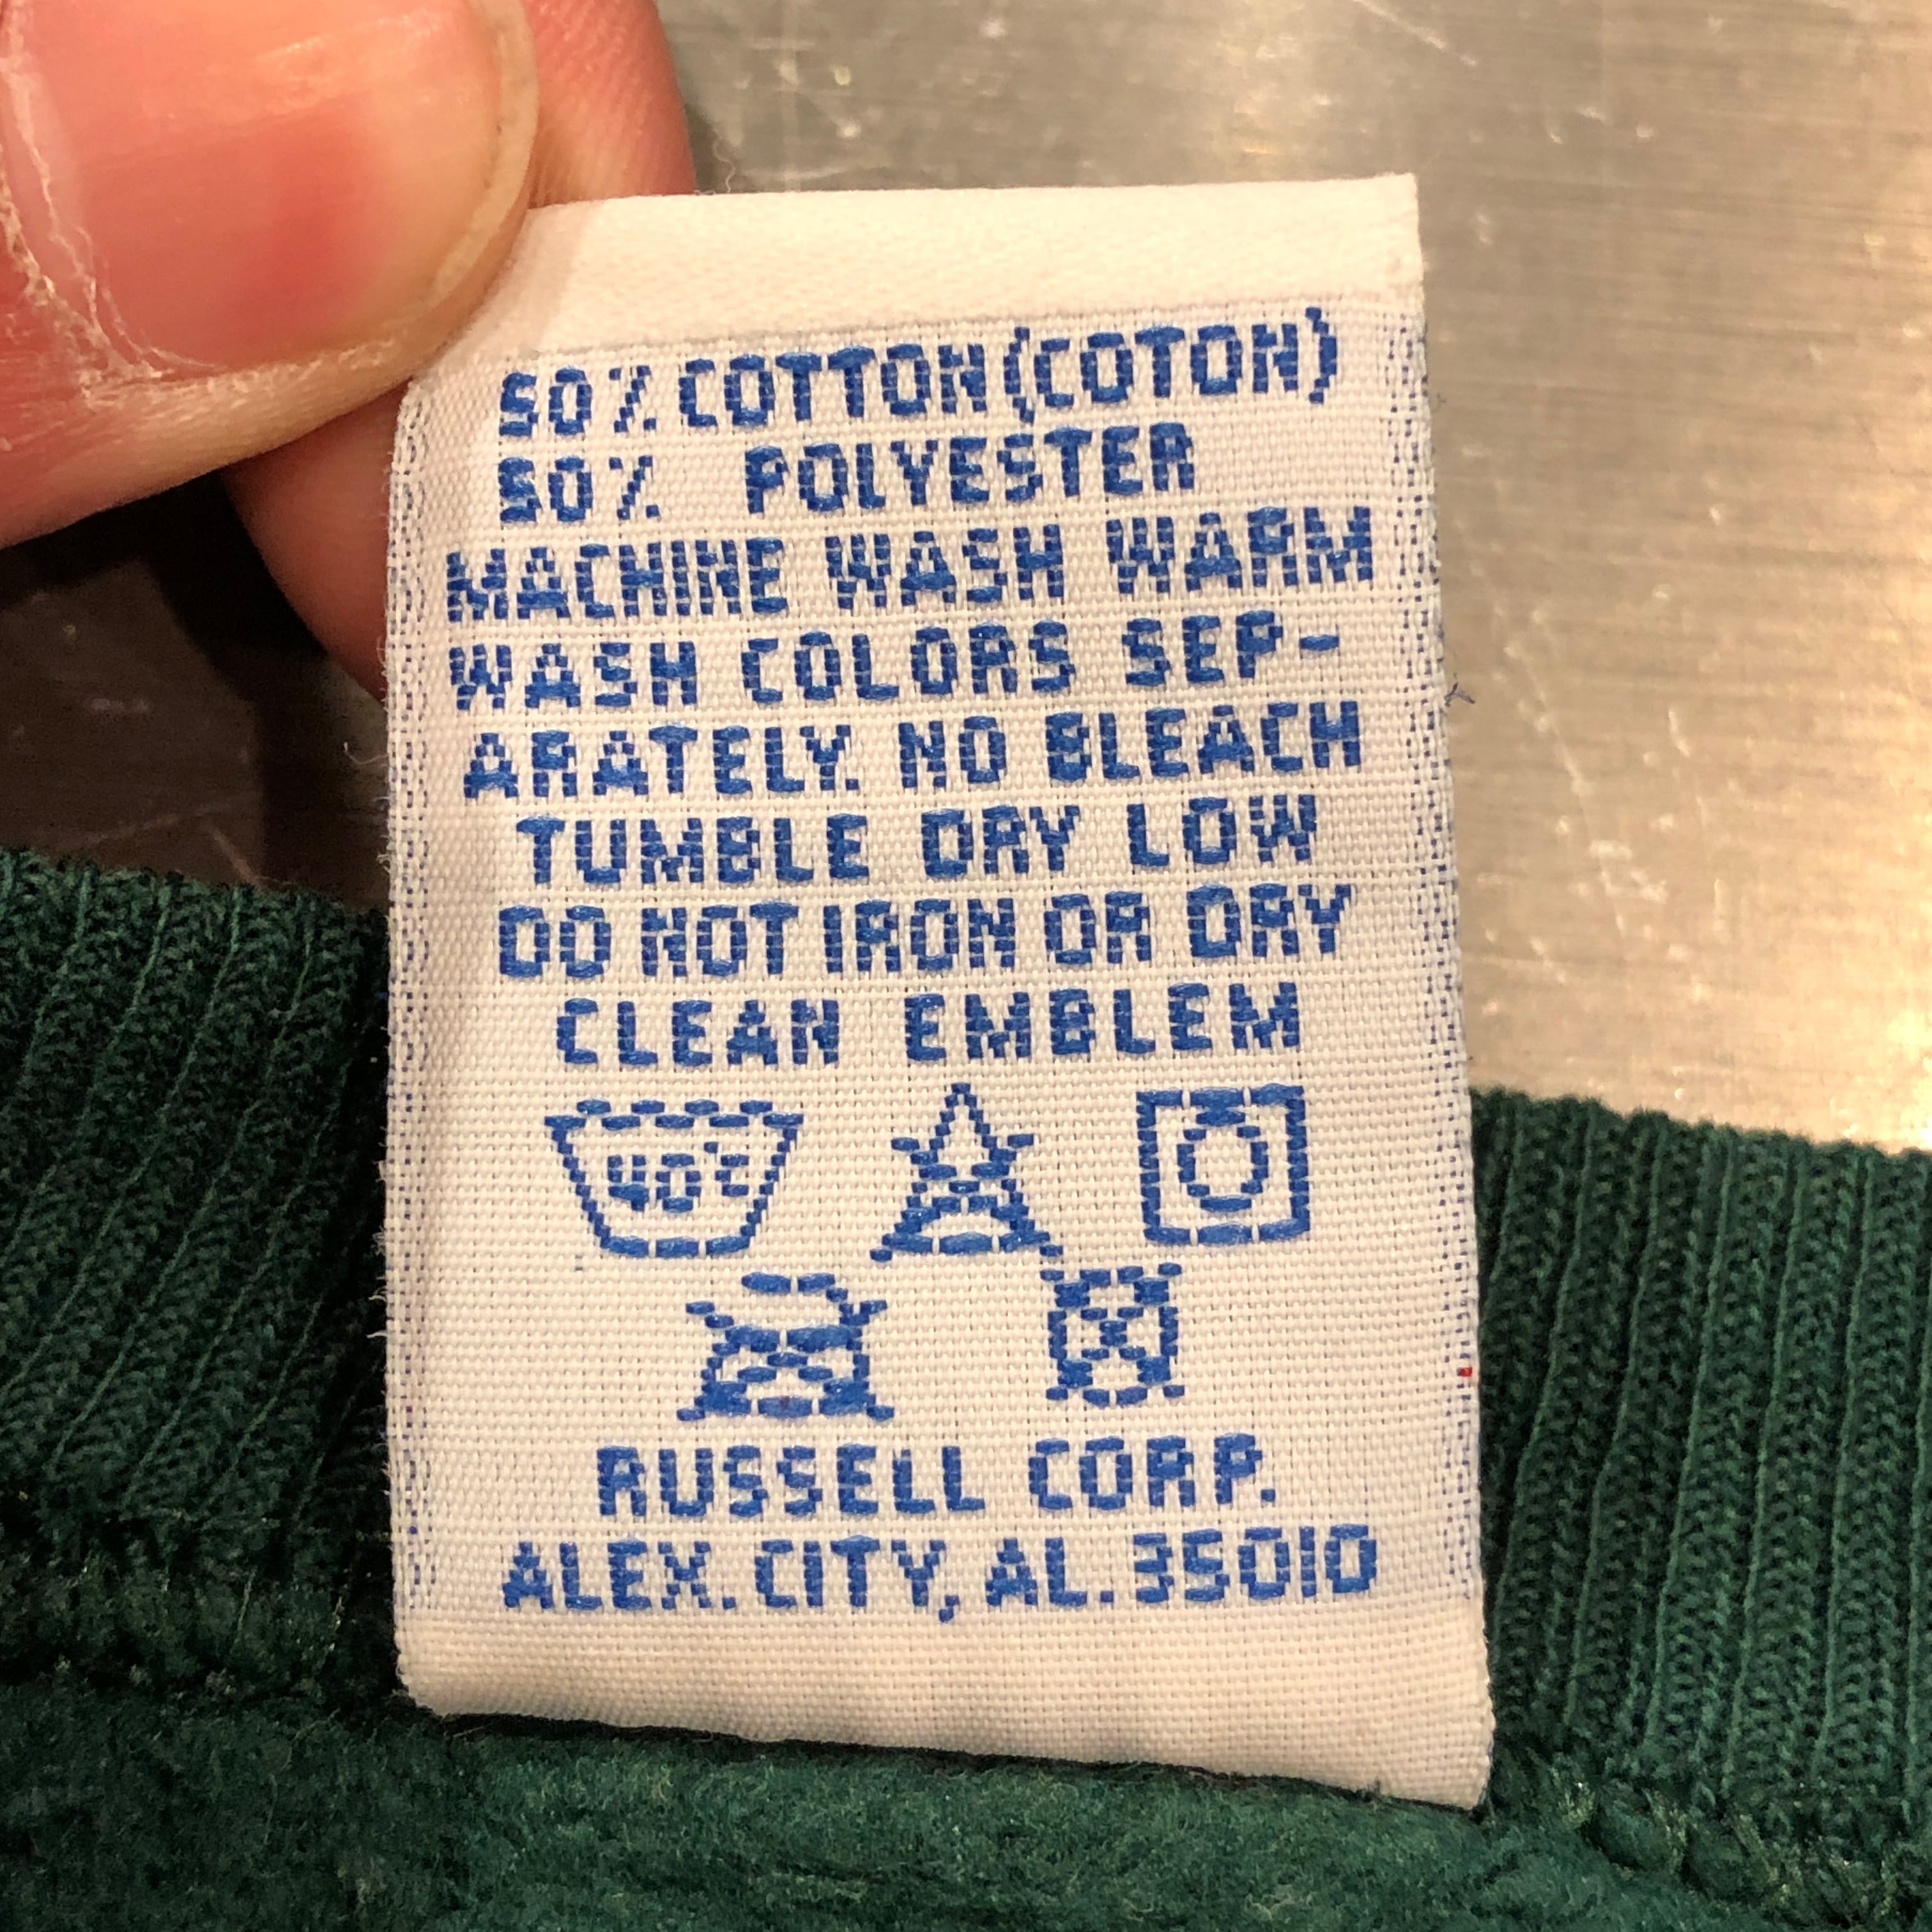 50% COTTON (COTON)
50% POLYESTER
MACHINE WASH WARM
WASH COLORS SEP-
ARATELY. NO BLEACH
TUMBLE DRY LOW
DO NOT IRON OR DRY
CLEAN EMBLEM
40°C
RUSSELL CORP.
ALEX. CITY, AL. 35010